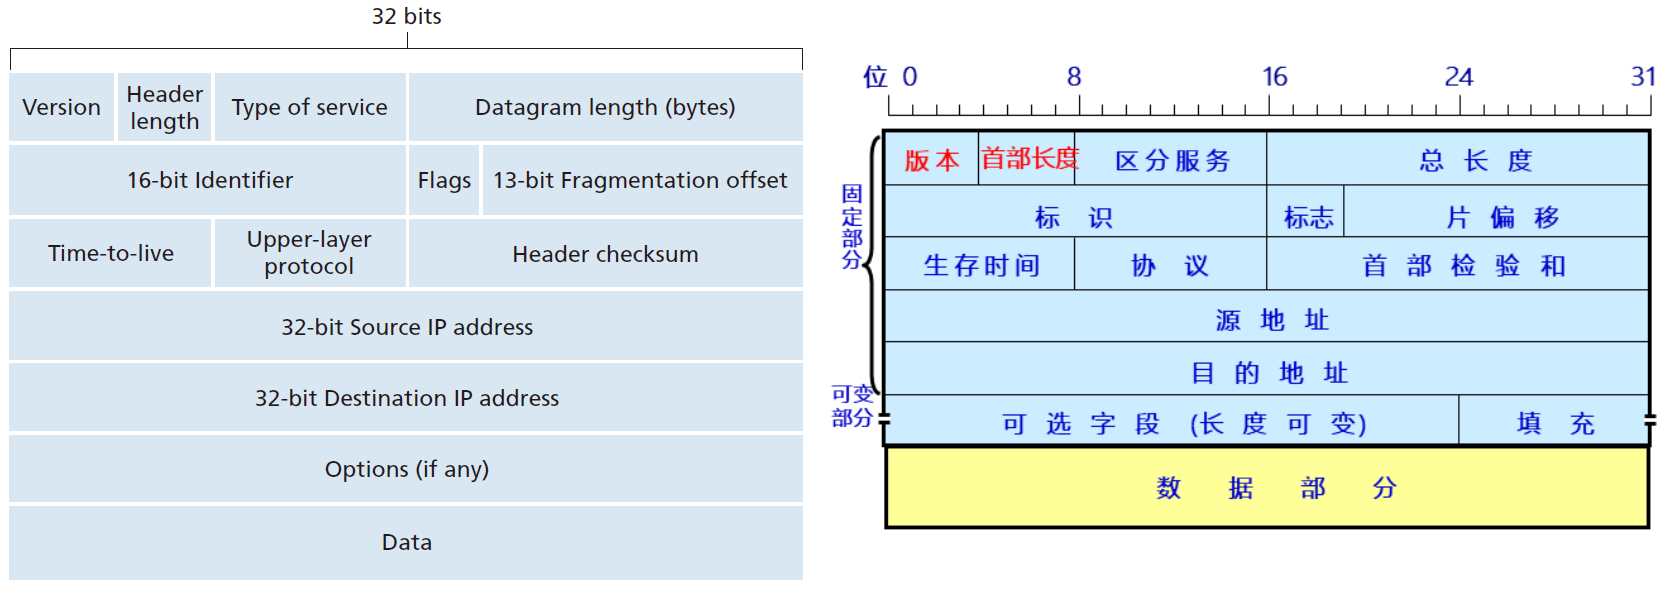 32 bits
Version
Header
length
Type of service
Datagram length (bytes)
16-bit Identifier
Flags
13-bit Fragmentation offset
Time-to-live
Upper-layer
protocol
Header checksum
32-bit Source IP address
32-bit Destination IP address
Options (if any)
Data
位 0 8 16 24 31
固定部分
版本
首部长度
区分服务
总长度
标识
标志
片偏移
生存时间
协议
首部检验和
源地址
目的地址
可变
部分
可选字段 (长度可变)
填充
数据部分